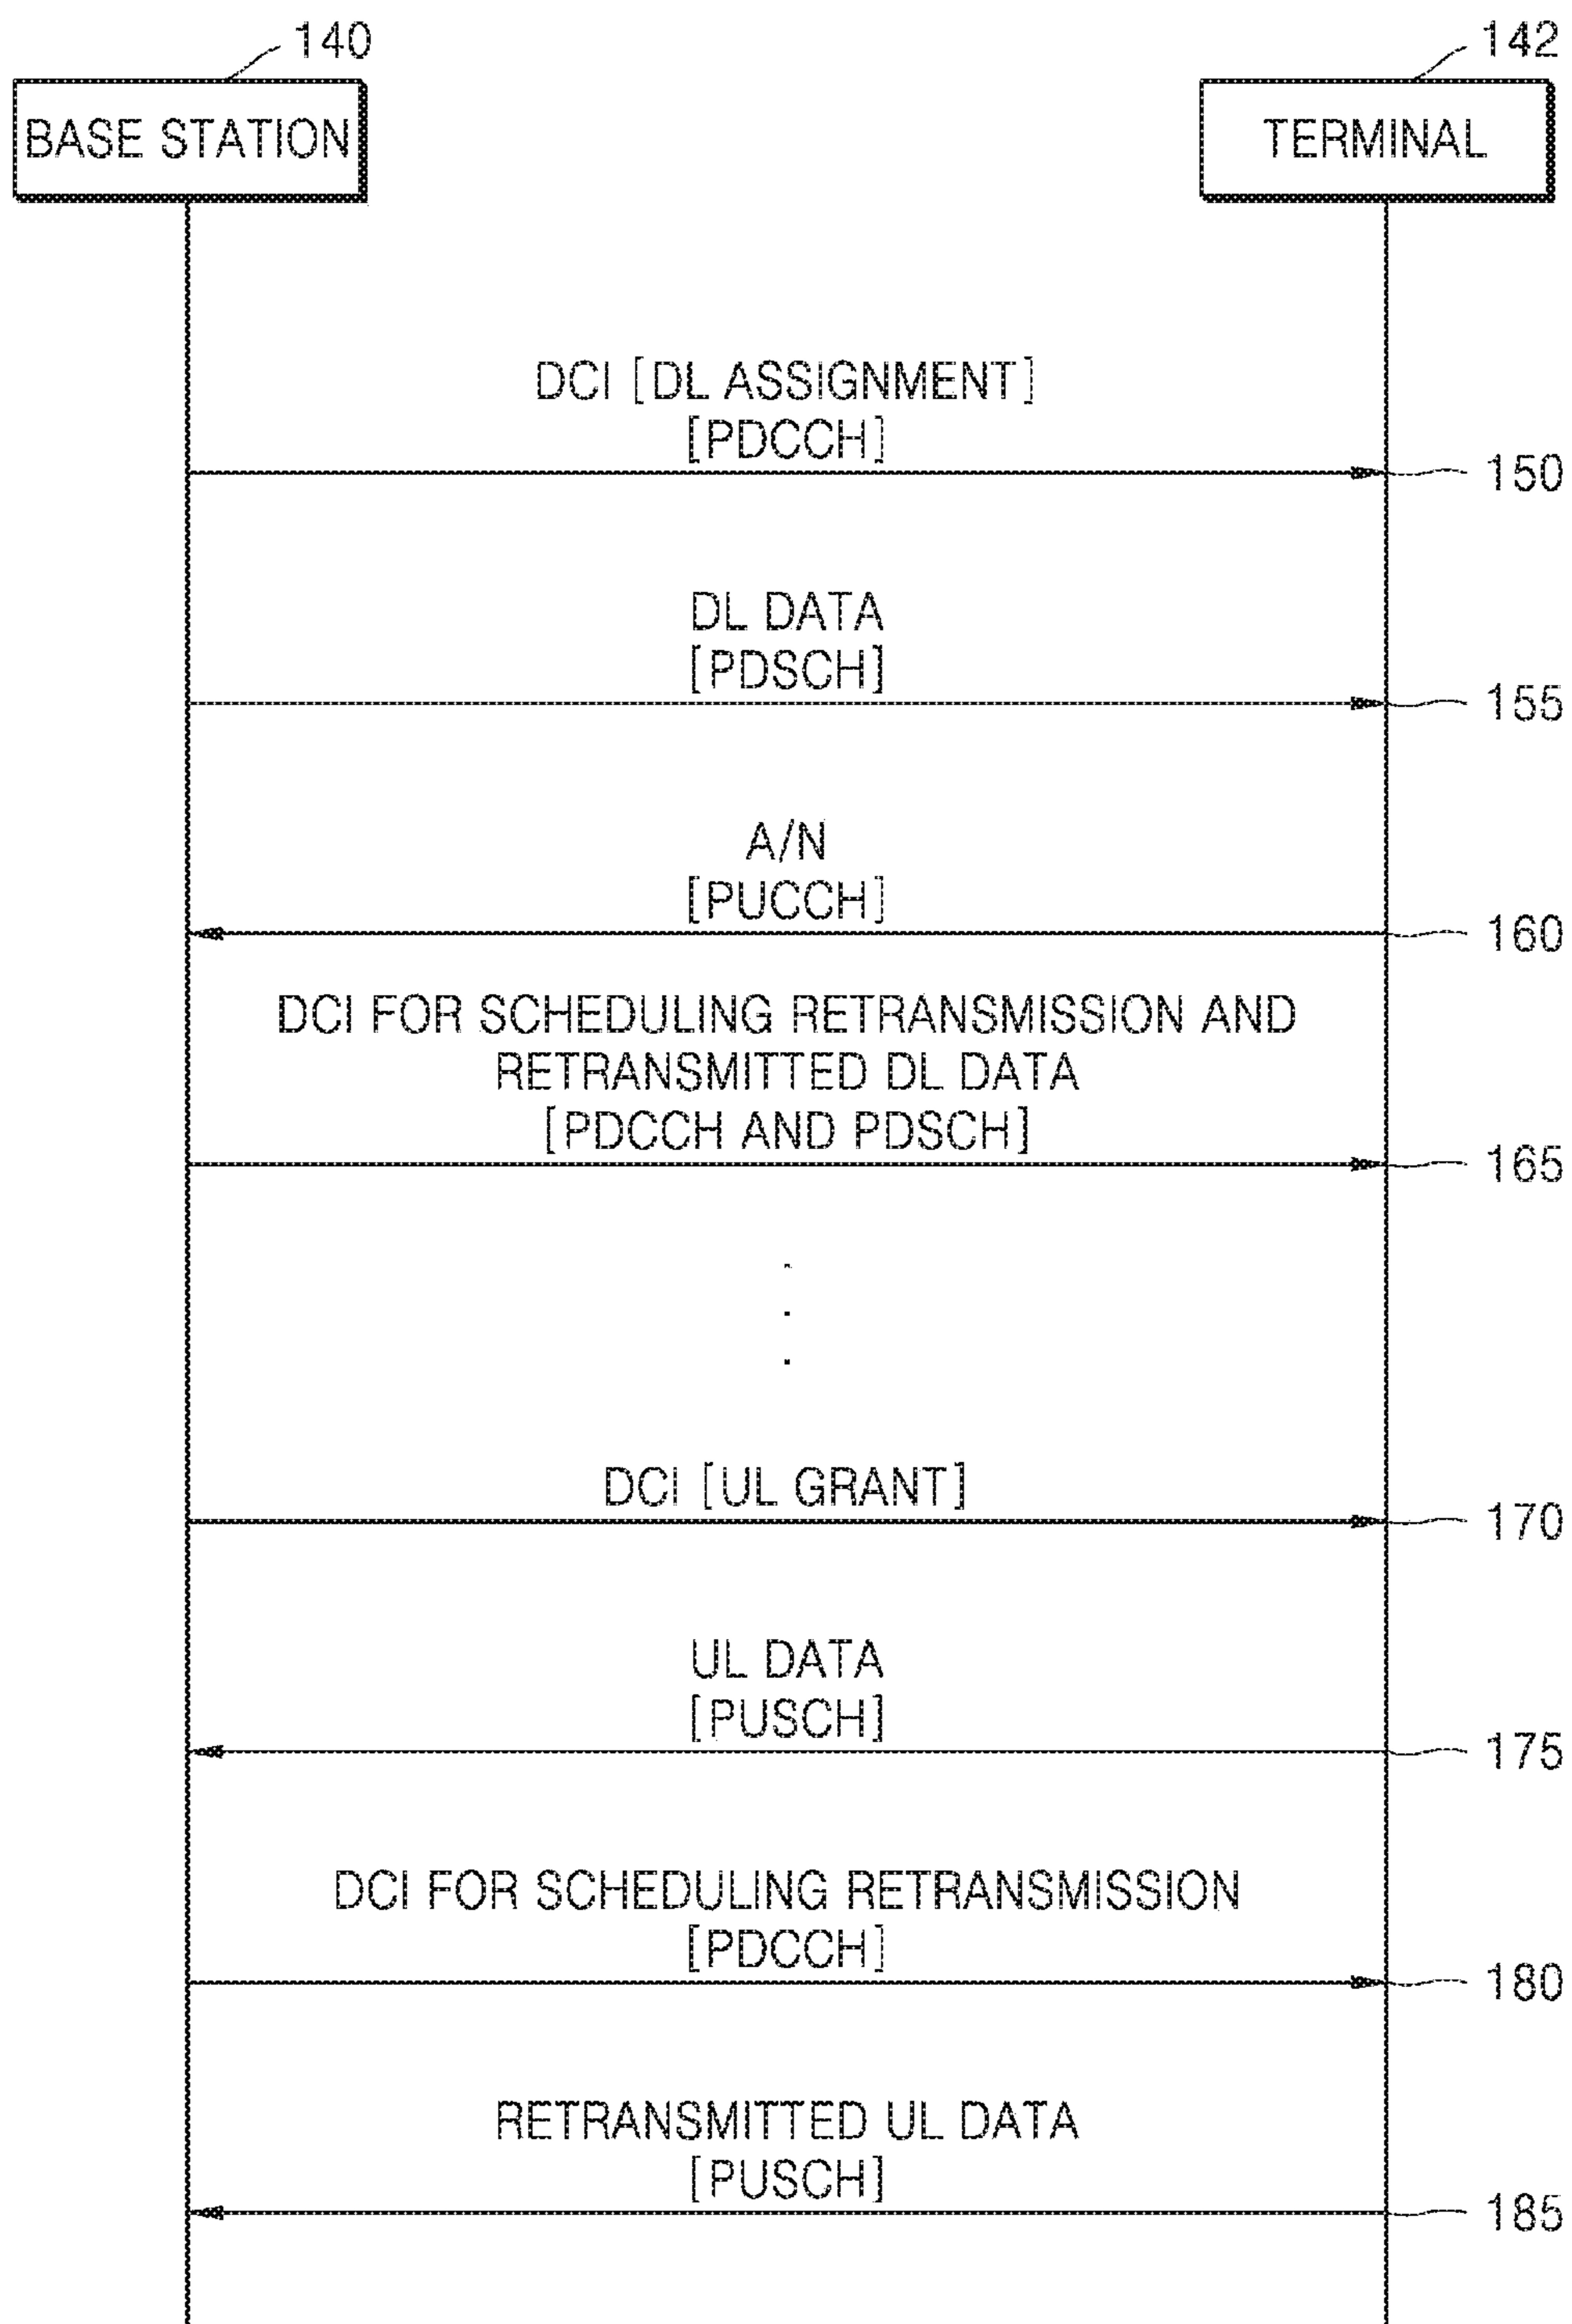 140
142
BASE STATION
TERMINAL
DCI [DL ASSIGNMENT]
[PDCCH]
150
DL DATA
[PDSCH]
155
A/N
[PUCCH]
160
DCI FOR SCHEDULING RETRANSMISSION AND
RETRANSMITTED DL DATA
[PDCCH AND PDSCH]
165
DCI [UL GRANT]
170
UL DATA
[PUSCH]
175
DCI FOR SCHEDULING RETRANSMISSION
[PDCCH]
180
RETRANSMITTED UL DATA
[PUSCH]
185